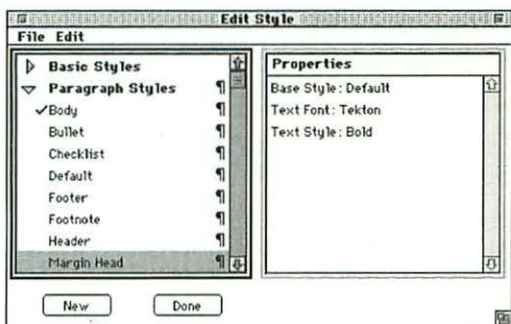 Edit Style
File Edit
Basic Styles
Paragraph Styles ¶
✓Body ¶
Bullet ¶
Checklist ¶
Default ¶
Footer ¶
Footnote ¶
Header ¶
Margin Head ¶
Properties
Base Style: Default
Text Font: Tekton
Text Style: Bold
New
Done